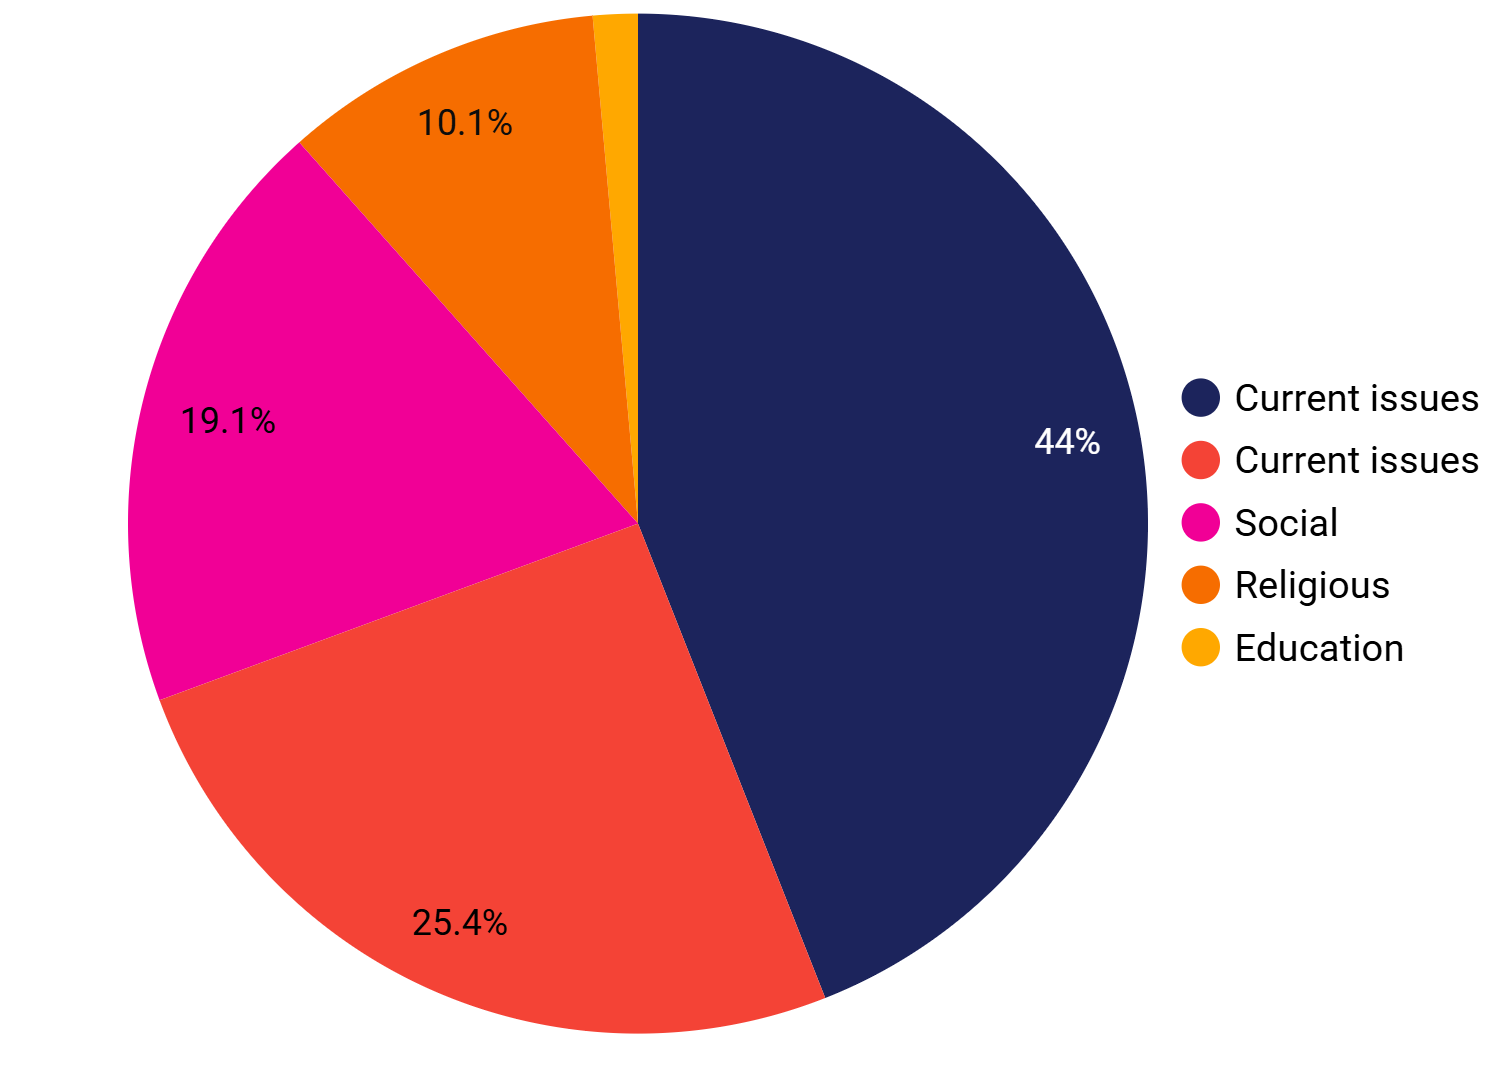 10.1%
19.1%
44%
25.4%
Current issues
Current issues
Social
Religious
Education